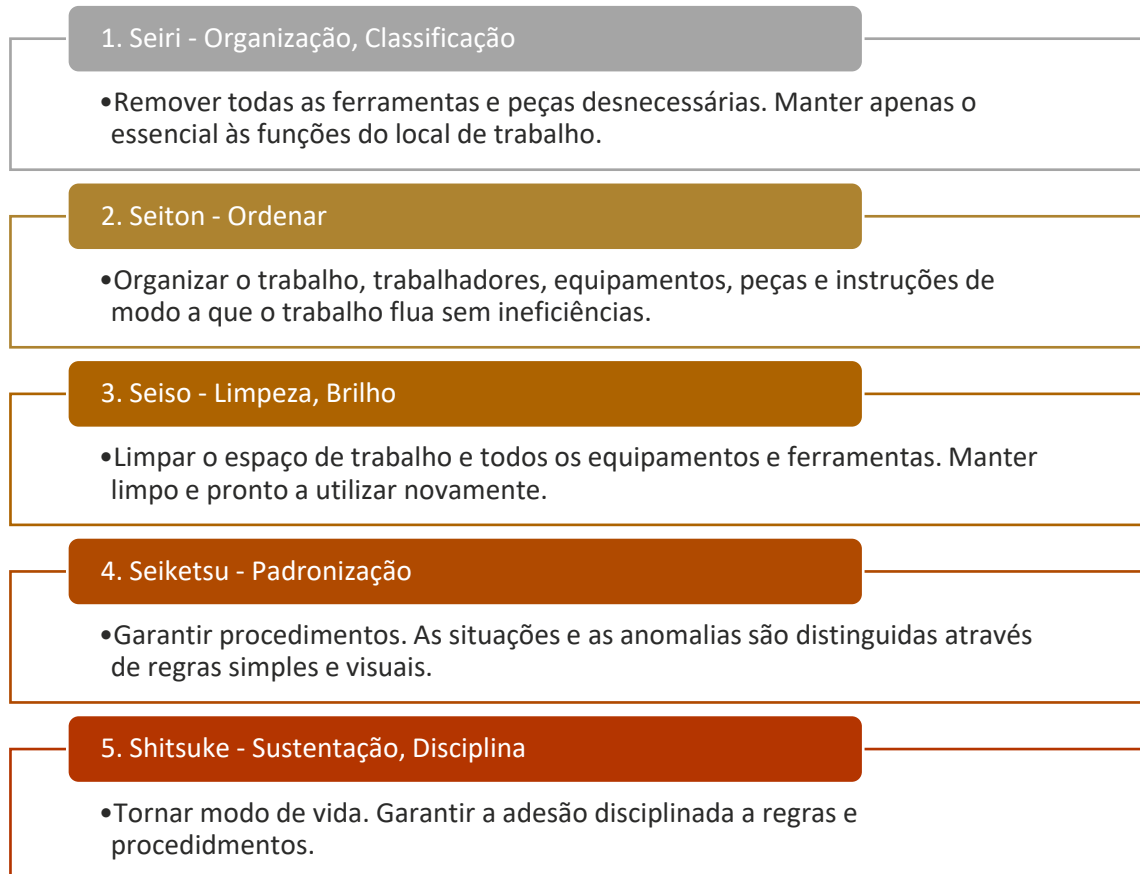 1. Seiri - Organização, Classificação
•Remover todas as ferramentas e peças desnecessárias. Manter apenas o
essencial às funções do local de trabalho.
2. Seiton - Ordenar
•Organizar o trabalho, trabalhadores, equipamentos, peças e instruções de
modo a que o trabalho flua sem ineficiências.
3. Seiso - Limpeza, Brilho
•Limpar o espaço de trabalho e todos os equipamentos e ferramentas. Manter
limpo e pronto a utilizar novamente.
4. Seiketsu - Padronização
•Garantir procedimentos. As situações e as anomalias são distinguidas através
de regras simples e visuais.
5. Shitsuke - Sustentação, Disciplina
•Tornar modo de vida. Garantir a adesão disciplinada a regras e
procedidmentos.